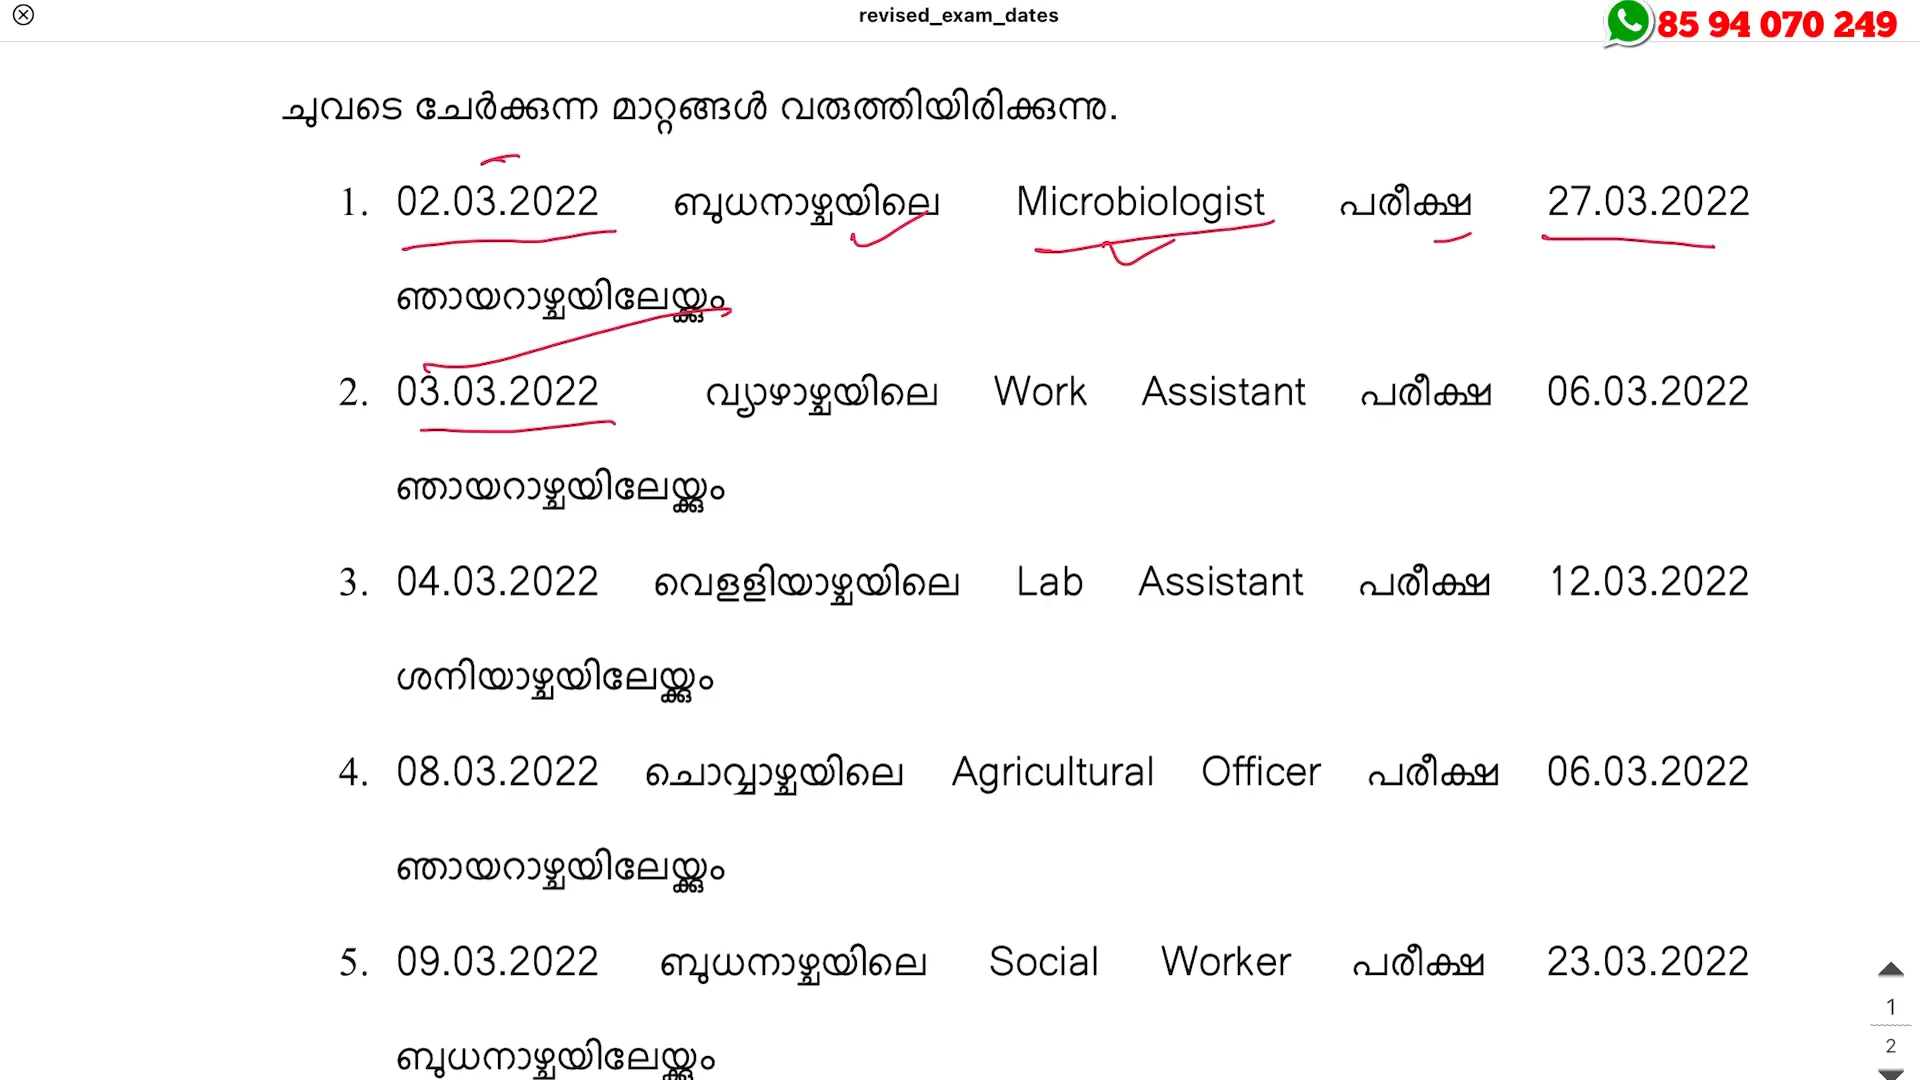 revised_exam_dates
85 94 070 249
ചുവടെ ചേർക്കുന്ന മാറ്റങ്ങൾ വരുത്തിയിരിക്കുന്നു.
1. 02.03.2022 ബുധനാഴ്ചയിലെ Microbiologist പരീക്ഷ 27.03.2022
ഞായറാഴ്ചയിലേയ്ക്കും
2. 03.03.2022 വ്യാഴാഴ്ചയിലെ Work Assistant പരീക്ഷ 06.03.2022
ഞായറാഴ്ചയിലേയ്ക്കും
3. 04.03.2022 വെളളിയാഴ്ചയിലെ Lab Assistant പരീക്ഷ 12.03.2022
ശനിയാഴ്ചയിലേയ്ക്കും
4. 08.03.2022 ചൊവ്വാഴ്ചയിലെ Agricultural Officer പരീക്ഷ 06.03.2022
ഞായറാഴ്ചയിലേയ്ക്കും
5. 09.03.2022 ബുധനാഴ്ചയിലെ Social Worker പരീക്ഷ 23.03.2022
ബുധനാഴ്ചയിലേയ്ക്കും
1
2